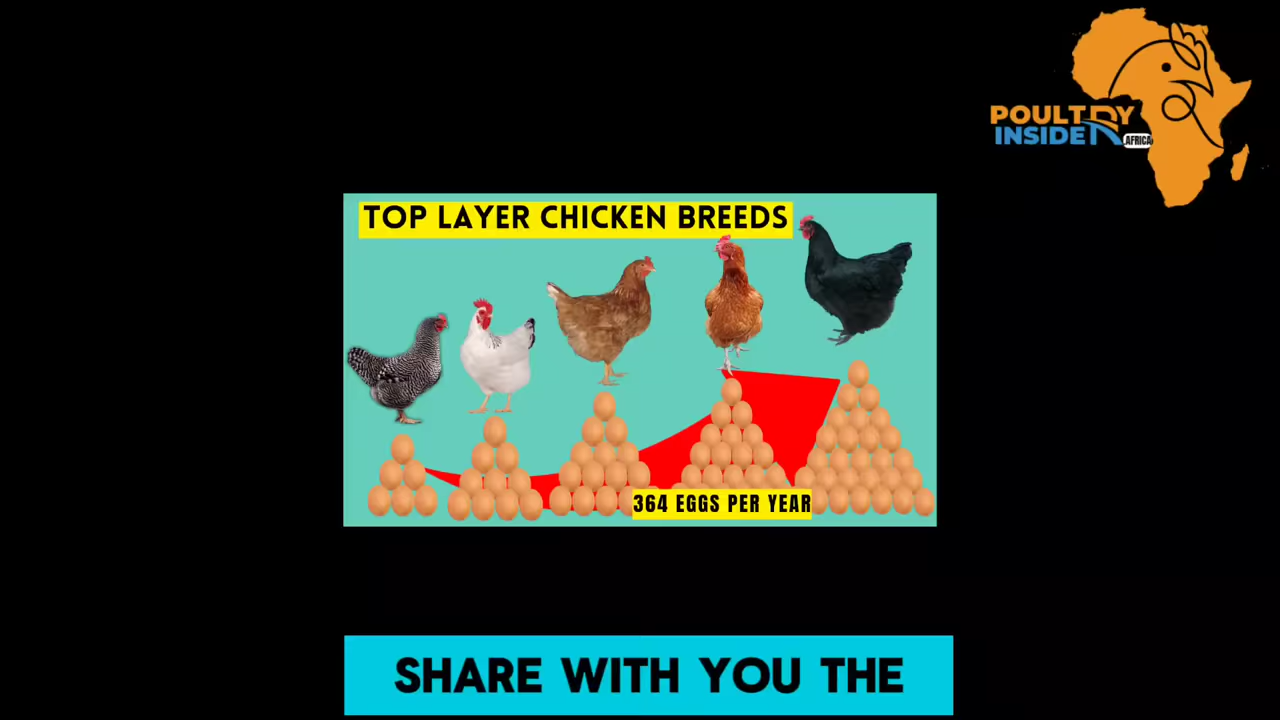 POULTRY
INSIDER
.AFRICA
TOP LAYER CHICKEN BREEDS
364 EGGS PER YEAR
SHARE WITH YOU THE